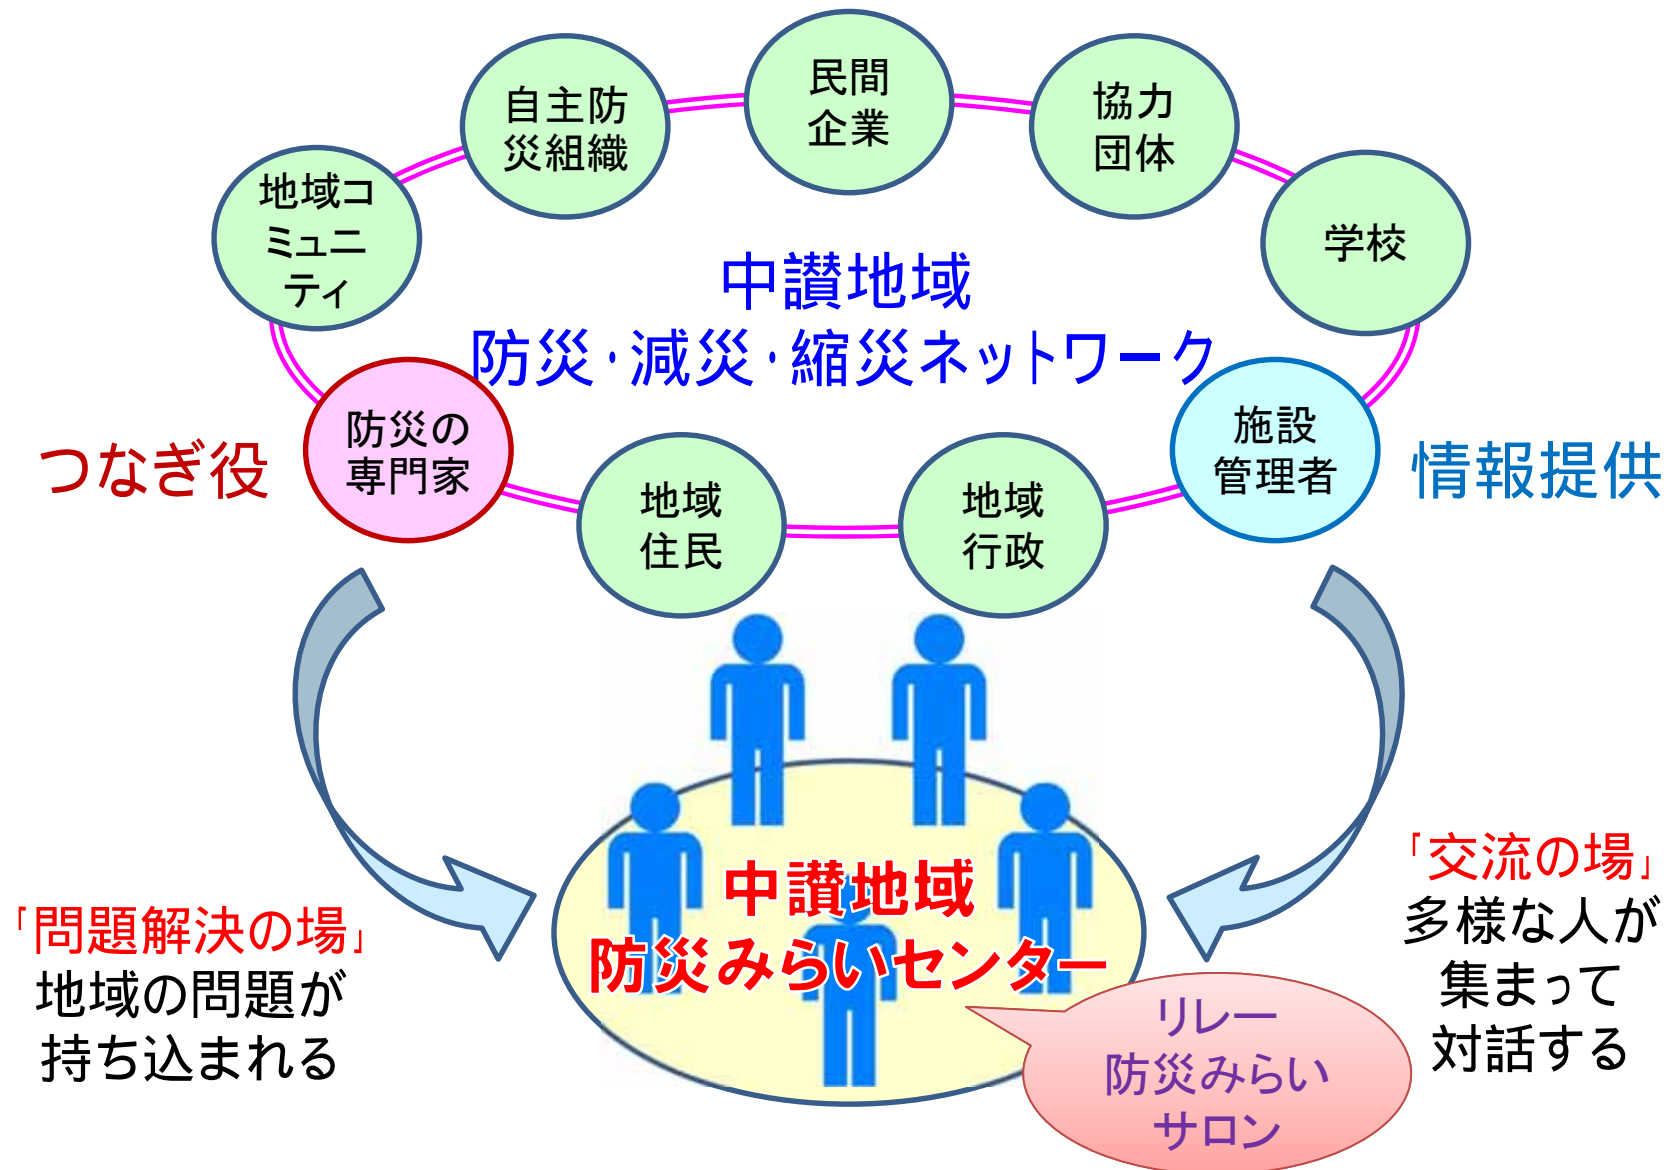 民間
企業
自主防
災組織
協力
団体
地域コ
ミュニ
ティ
学校
中讃地域
防災・減災・縮災ネットワーク
つなぎ役
防災の
専門家
施設
管理者
情報提供
地域
住民
地域
行政
中讃地域
防災みらいセンター
「問題解決の場」
地域の問題が
持ち込まれる
「交流の場」
多様な人が
集まって
対話する
リレー
防災みらい
サロン